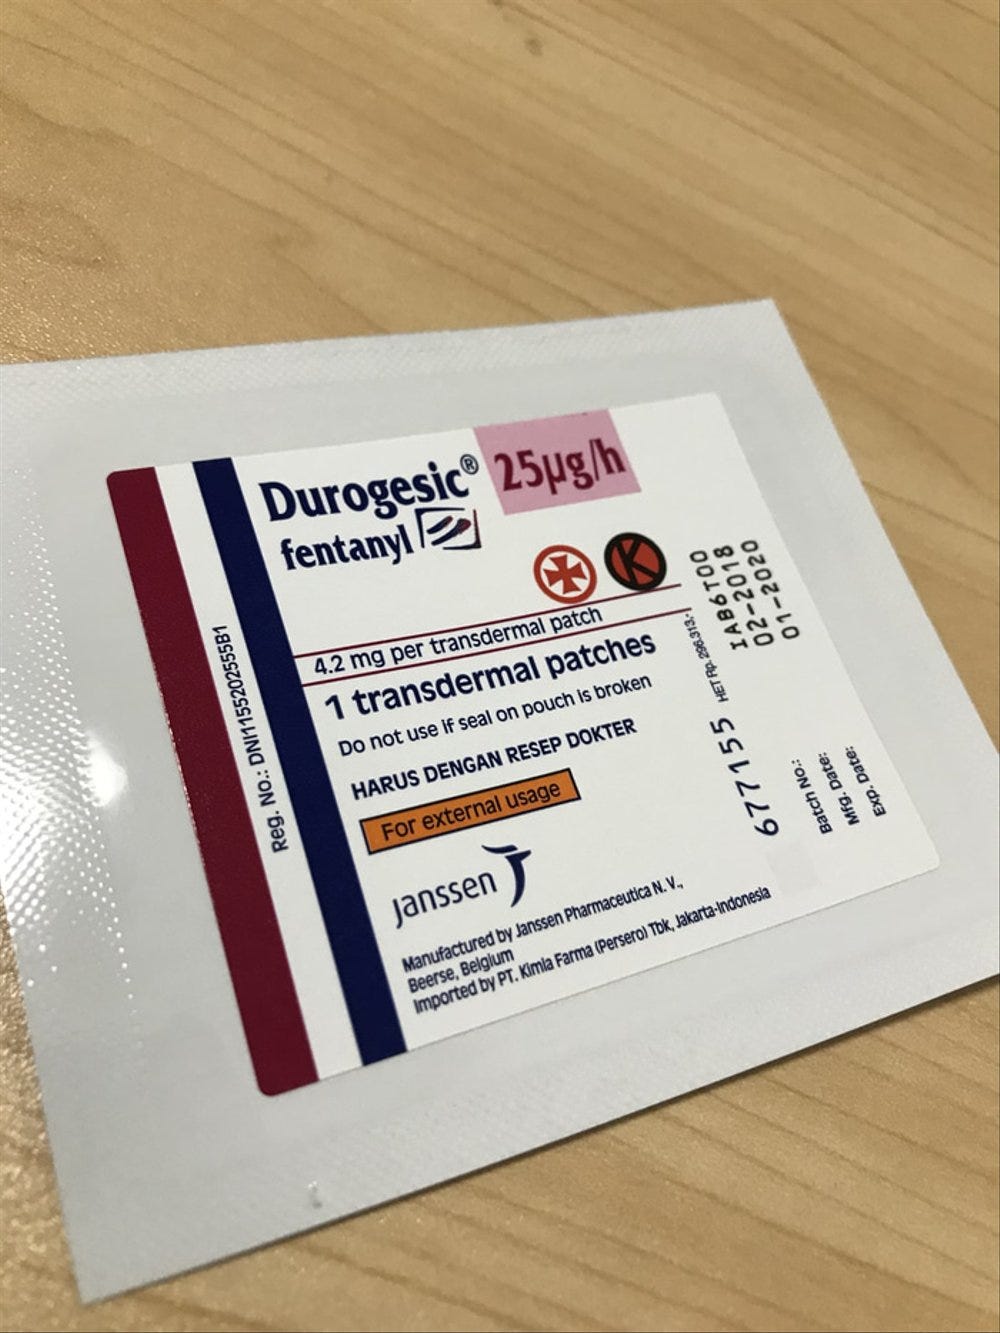 Durogesic® 25µg/h
fentanyl
K
4.2 mg per transdermal patch
1 transdermal patches
Do not use if seal on pouch is broken
HARUS DENGAN RESEP DOKTER
For external usage
janssen
Manufactured by Janssen Pharmaceutica N. V.,
Beerse, Belgium
Imported by PT. Kimia Farma (Persero) Tbk, Jakarta-Indonesia
Reg. No.: DNI1155202555B1
677155 HET Rp. 296.313,-
Batch No.: IAB6T00
Mfg. Date: 02-2018
Exp. Date: 01-2020